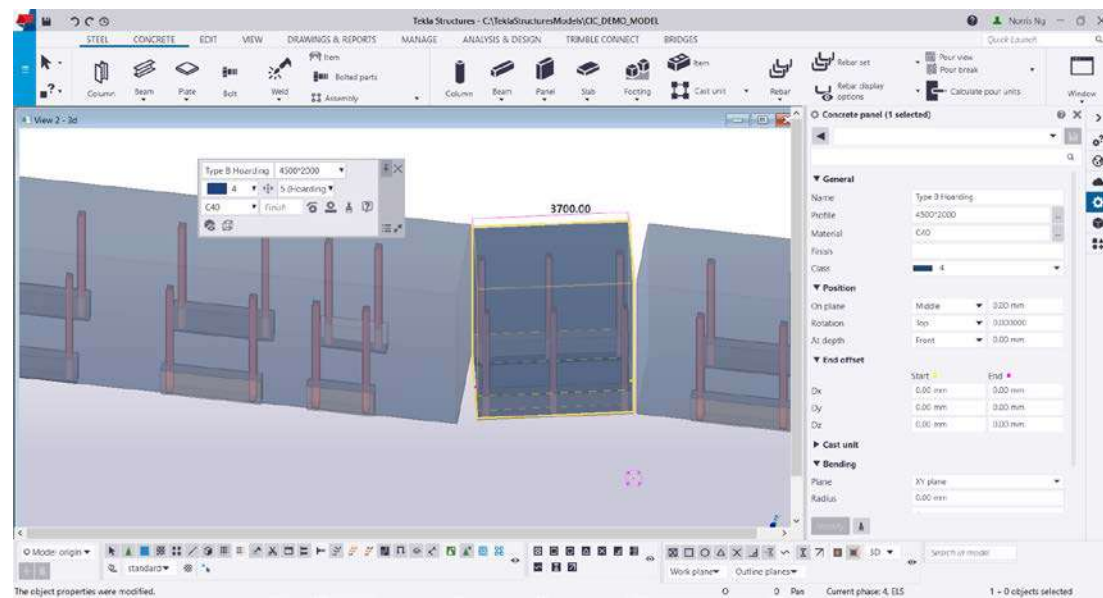 Tekla Structures - C:\TeklaStructuresModels\CIC_DEMO_MODEL
Norris Ng
STEEL CONCRETE EDIT VIEW DRAWINGS & REPORTS MANAGE ANALYSIS & DESIGN TRIMBLE CONNECT BRIDGES Quick Launch
Column Beam Plate Bolt Weld
Item
Bolted parts
Assembly
Column Beam Panel Slab Footing
Item
Cast unit
Rebar
Rebar set
Rebar display options
Pour view
Pour break
Calculate pour units
Window
View 2 - 3d
Type B Hoarding 4500*2000
4 5 (Hoarding
C40 Finish
3700.00
Concrete panel (1 selected)
General
Name Type B Hoarding
Profile 4500*2000
Material C40
Finish
Class 4
Position
On plane Middle 0.00 mm
Rotation Top 0.000000
At depth Front 0.00 mm
End offset
Start End
Dx 0.00 mm 0.00 mm
Dy 0.00 mm 0.00 mm
Dz 0.00 mm 0.00 mm
Cast unit
Bending
Plane XY plane
Radius 0.00 mm
Modify
Model origin
standard
3D
Search in model
Work plane Outline planes
The object properties were modified.
0 0 Pan Current phase: 4, ELS 1 + 0 objects selected